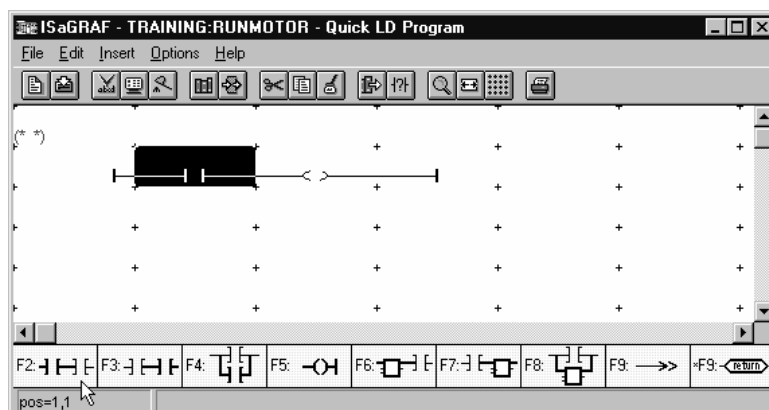 ISaGRAF - TRAINING:RUNMOTOR - Quick LD Program
File Edit Insert Options Help
abcd
(* *)
F2: F3: F4: F5: F6: F7: F8: F9: *F9: return
pos=1,1